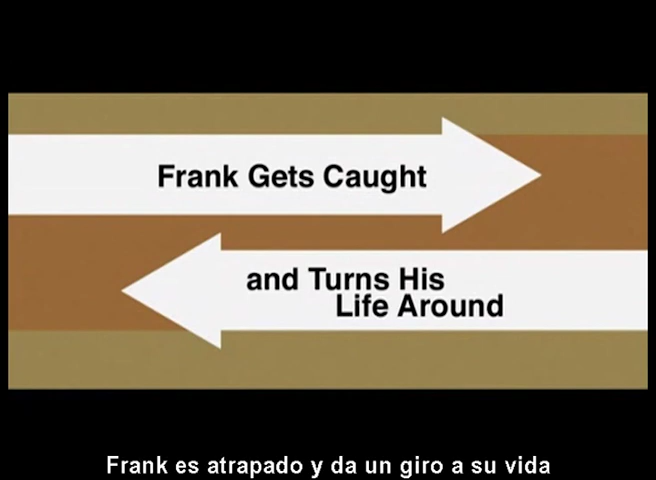 Frank Gets Caught
and Turns His
Life Around
Frank es atrapado y da un giro a su vida